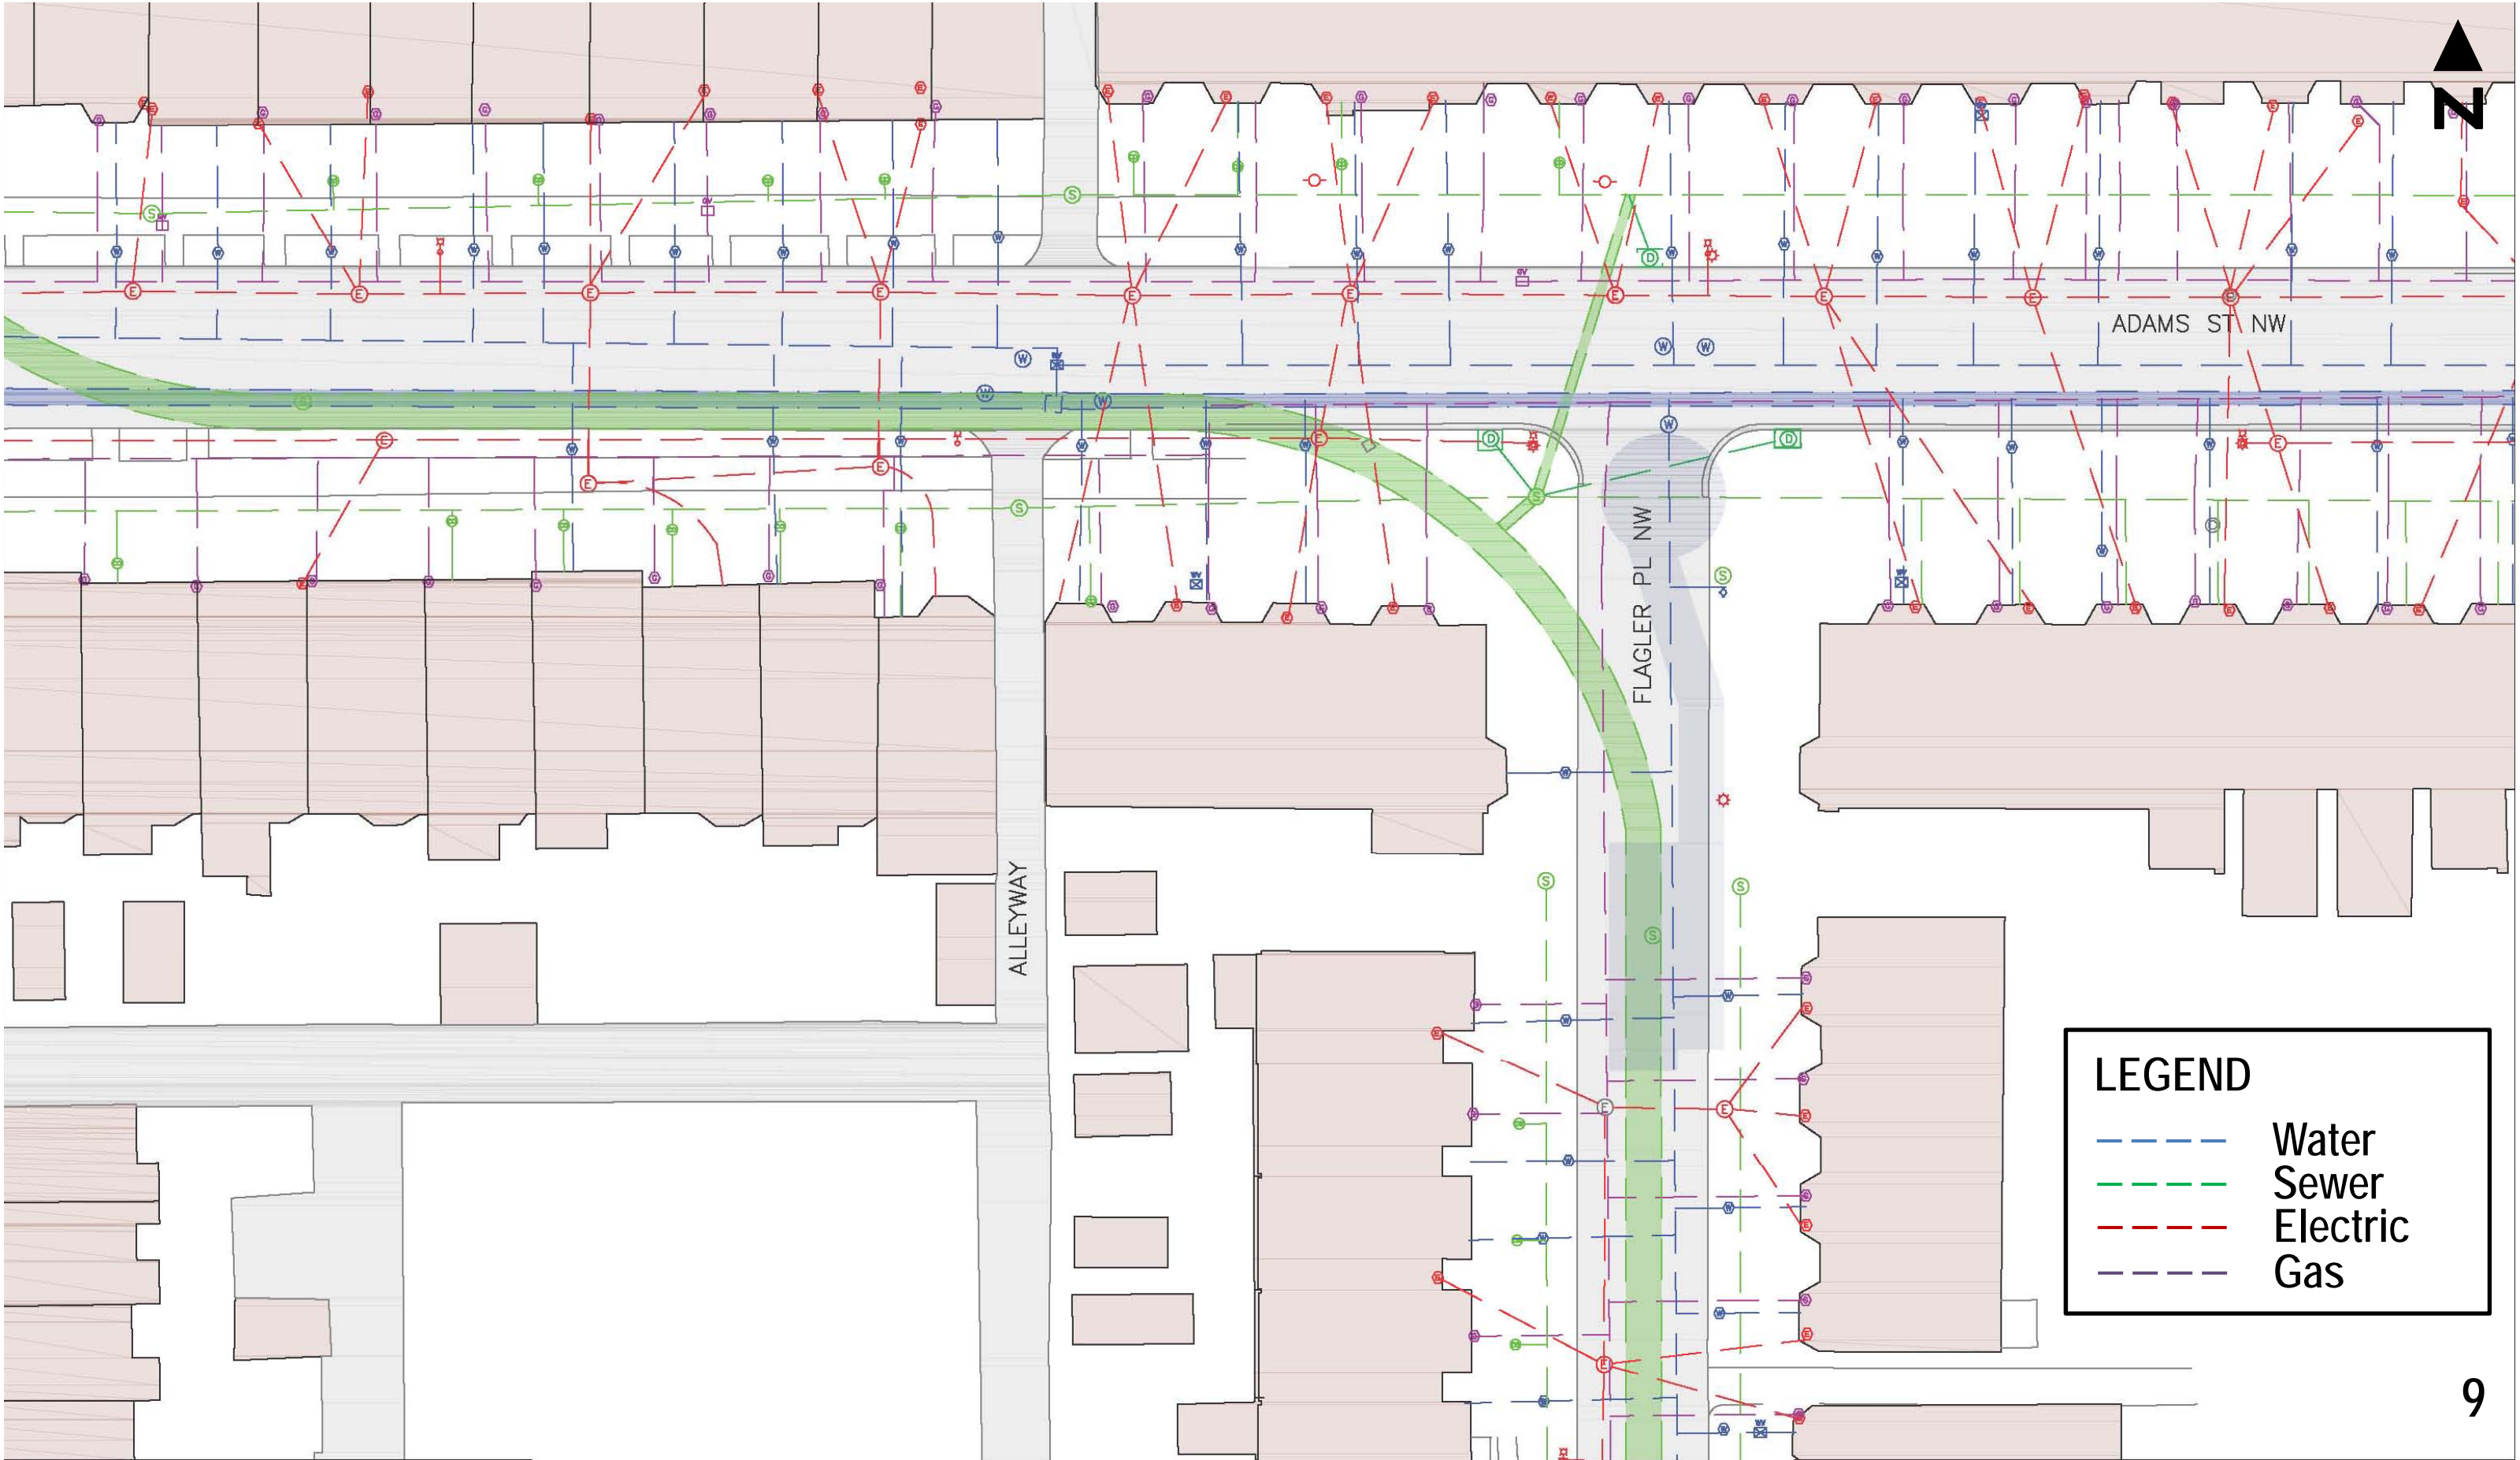 N
ADAMS ST NW
FLAGLER PL NW
ALLEYWAY
LEGEND
Water
Sewer
Electric
Gas
9